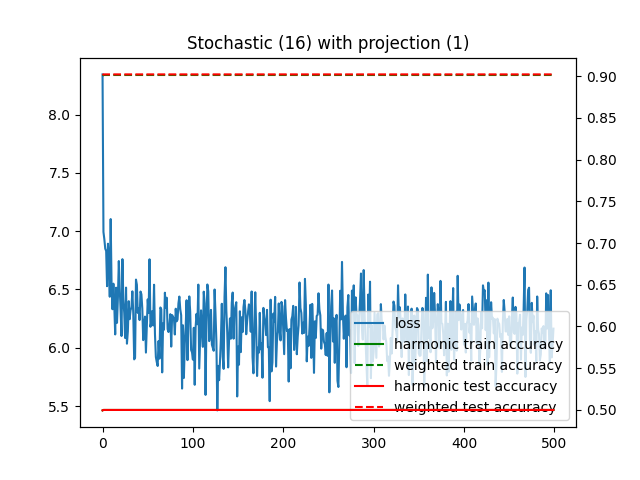 Stochastic (16) with projection (1)
8.0
7.5
7.0
6.5
6.0
5.5
0.90
0.85
0.80
0.75
0.70
0.65
0.60
0.55
0.50
loss
harmonic train accuracy
weighted train accuracy
harmonic test accuracy
weighted test accuracy
0 100 200 300 400 500